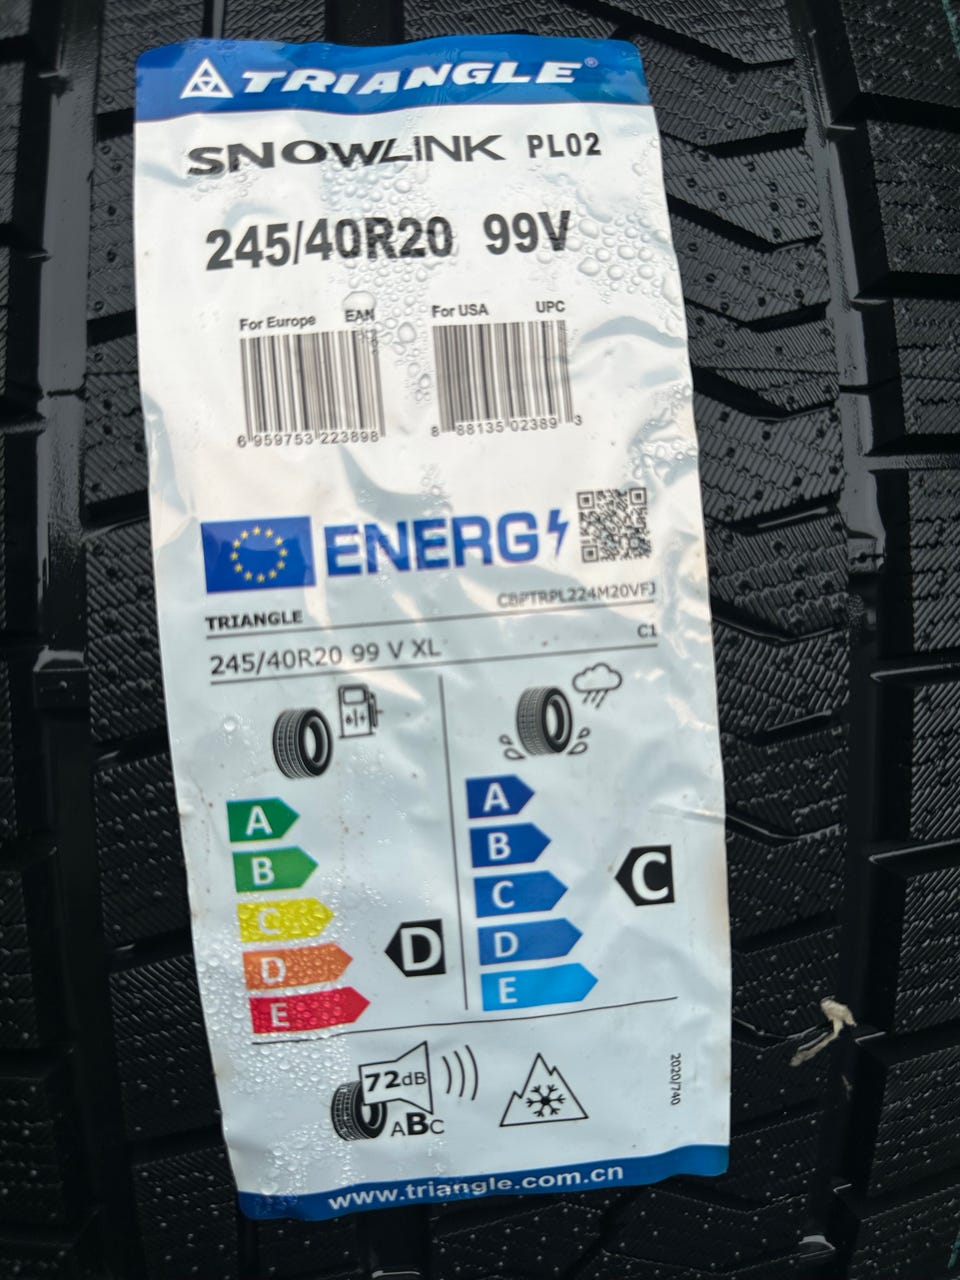 TRIANGLE®
SNOWLINK PL02
245/40R20 99V
For Europe EAN
For USA UPC
6 959753 223898
8 88135 02389 3
ENERG
TRIANGLE
CBPTRPL224M20VFJ
245/40R20 99 V XL
C1
A
B
C
D
E
D
A
B
C
D
E
C
72dB
ABC
2020/740
www.triangle.com.cn